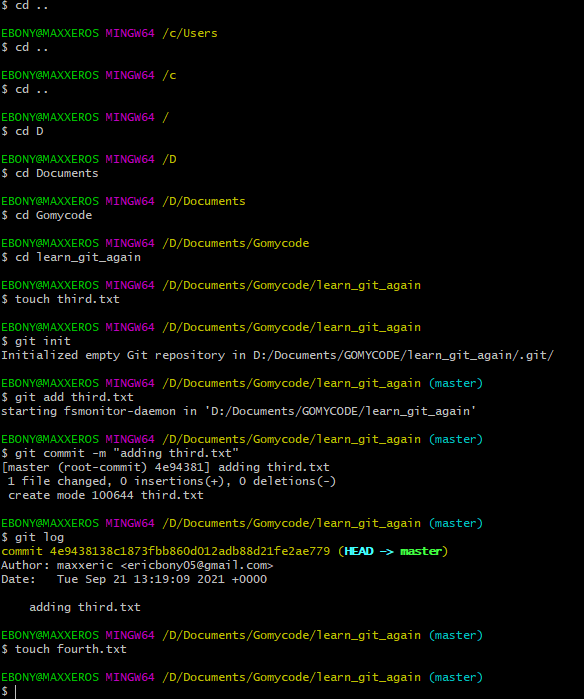 $ cd ..
EBONY@MAXXEROS MINGW64 /c/Users
$ cd ..
EBONY@MAXXEROS MINGW64 /c
$ cd ..
EBONY@MAXXEROS MINGW64 /
$ cd D
EBONY@MAXXEROS MINGW64 /D
$ cd Documents
EBONY@MAXXEROS MINGW64 /D/Documents
$ cd Gomycode
EBONY@MAXXEROS MINGW64 /D/Documents/Gomycode
$ cd learn_git_again
EBONY@MAXXEROS MINGW64 /D/Documents/Gomycode/learn_git_again
$ touch third.txt
EBONY@MAXXEROS MINGW64 /D/Documents/Gomycode/learn_git_again
$ git init
Initialized empty Git repository in D:/Documents/GOMYCODE/learn_git_again/.git/
EBONY@MAXXEROS MINGW64 /D/Documents/Gomycode/learn_git_again (master)
$ git add third.txt
starting fsmonitor-daemon in 'D:/Documents/GOMYCODE/learn_git_again'
EBONY@MAXXEROS MINGW64 /D/Documents/Gomycode/learn_git_again (master)
$ git commit -m "adding third.txt"
[master (root-commit) 4e94381] adding third.txt
 1 file changed, 0 insertions(+), 0 deletions(-)
 create mode 100644 third.txt
EBONY@MAXXEROS MINGW64 /D/Documents/Gomycode/learn_git_again (master)
$ git log
commit 4e9438138c1873fbb860d012adb88d21fe2ae779 (HEAD -> master)
Author: maxxeric <ericbony05@gmail.com>
Date:   Tue Sep 21 13:19:09 2021 +0000
    adding third.txt
EBONY@MAXXEROS MINGW64 /D/Documents/Gomycode/learn_git_again (master)
$ touch fourth.txt
EBONY@MAXXEROS MINGW64 /D/Documents/Gomycode/learn_git_again (master)
$